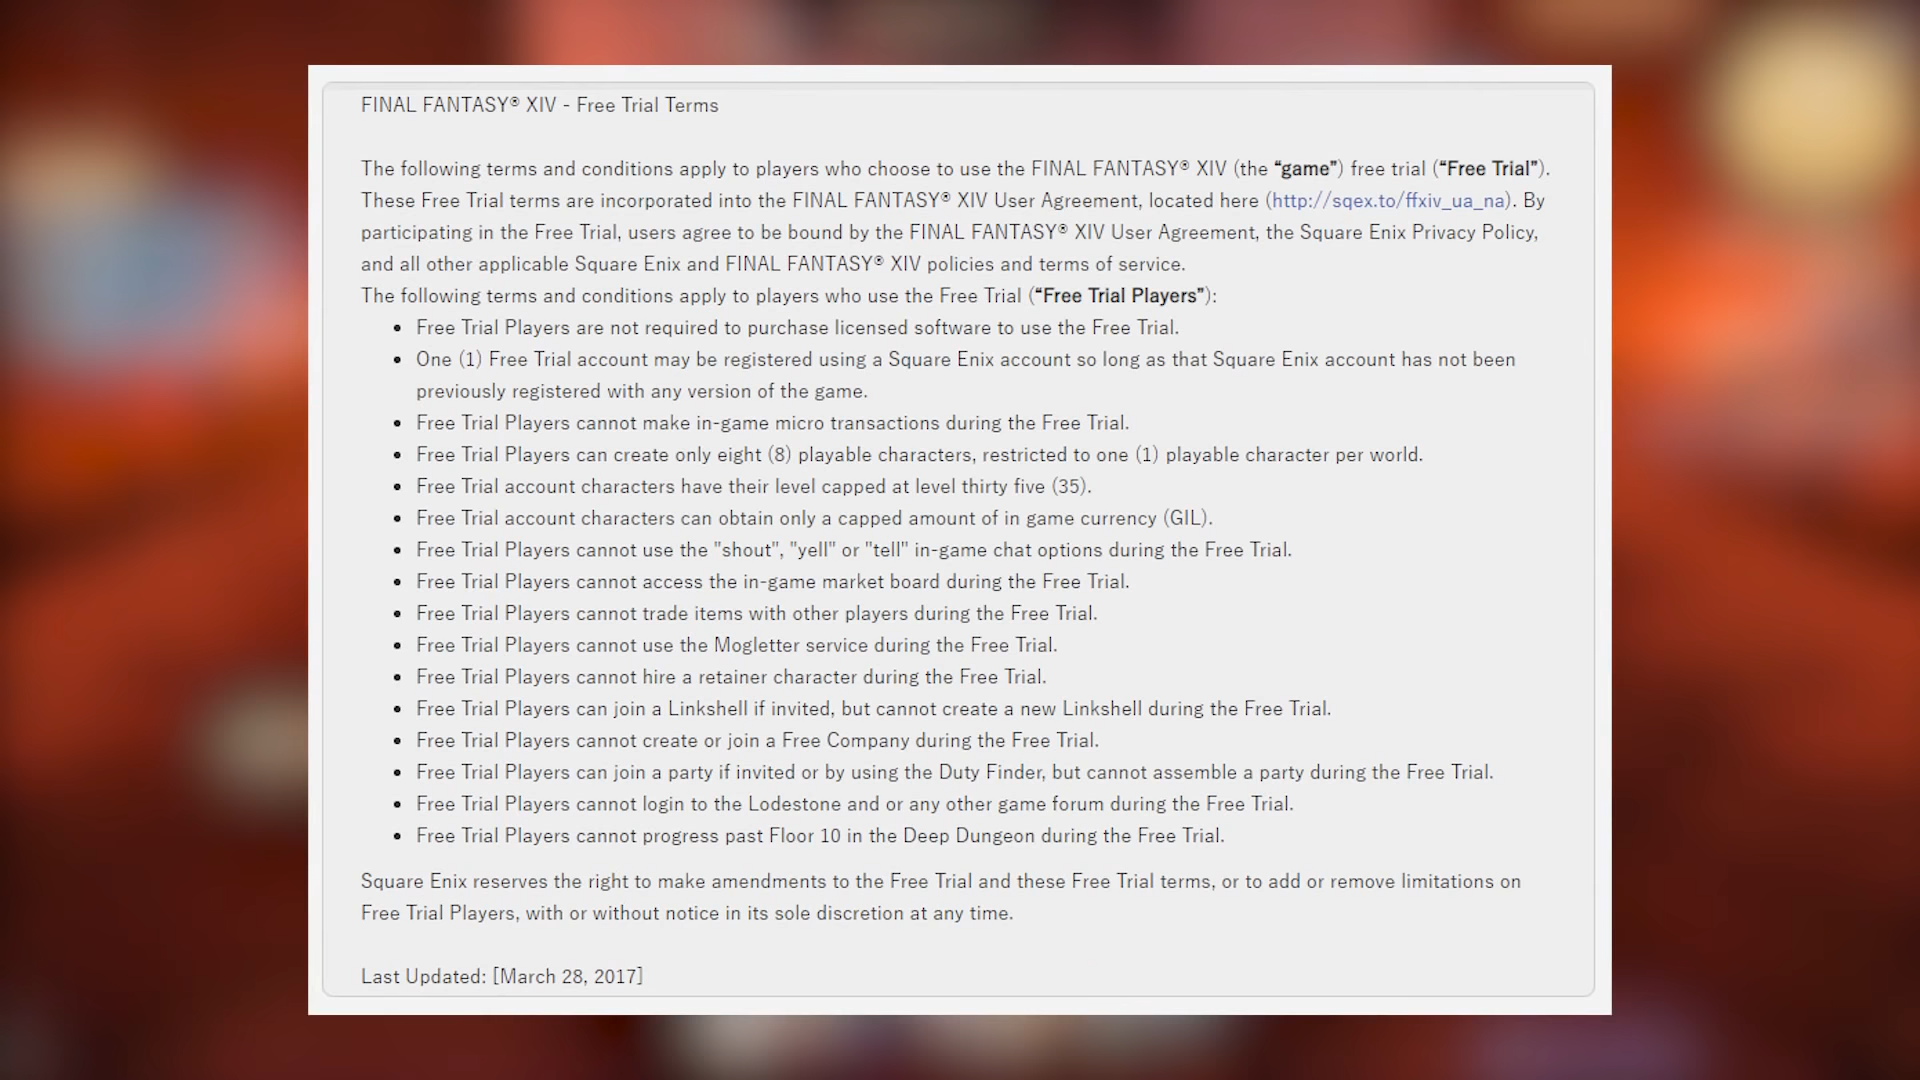 FINAL FANTASY® XIV - Free Trial Terms
The following terms and conditions apply to players who choose to use the FINAL FANTASY® XIV (the “game”) free trial (“Free Trial”).
These Free Trial terms are incorporated into the FINAL FANTASY® XIV User Agreement, located here (http://sqex.to/ffxiv_ua_na). By
participating in the Free Trial, users agree to be bound by the FINAL FANTASY® XIV User Agreement, the Square Enix Privacy Policy,
and all other applicable Square Enix and FINAL FANTASY® XIV policies and terms of service.
The following terms and conditions apply to players who use the Free Trial (“Free Trial Players”):
• Free Trial Players are not required to purchase licensed software to use the Free Trial.
• One (1) Free Trial account may be registered using a Square Enix account so long as that Square Enix account has not been
previously registered with any version of the game.
• Free Trial Players cannot make in-game micro transactions during the Free Trial.
• Free Trial Players can create only eight (8) playable characters, restricted to one (1) playable character per world.
• Free Trial account characters have their level capped at level thirty five (35).
• Free Trial account characters can obtain only a capped amount of in game currency (GIL).
• Free Trial Players cannot use the "shout", "yell" or "tell" in-game chat options during the Free Trial.
• Free Trial Players cannot access the in-game market board during the Free Trial.
• Free Trial Players cannot trade items with other players during the Free Trial.
• Free Trial Players cannot use the Mogletter service during the Free Trial.
• Free Trial Players cannot hire a retainer character during the Free Trial.
• Free Trial Players can join a Linkshell if invited, but cannot create a new Linkshell during the Free Trial.
• Free Trial Players cannot create or join a Free Company during the Free Trial.
• Free Trial Players can join a party if invited or by using the Duty Finder, but cannot assemble a party during the Free Trial.
• Free Trial Players cannot login to the Lodestone and or any other game forum during the Free Trial.
• Free Trial Players cannot progress past Floor 10 in the Deep Dungeon during the Free Trial.
Square Enix reserves the right to make amendments to the Free Trial and these Free Trial terms, or to add or remove limitations on
Free Trial Players, with or without notice in its sole discretion at any time.
Last Updated: [March 28, 2017]